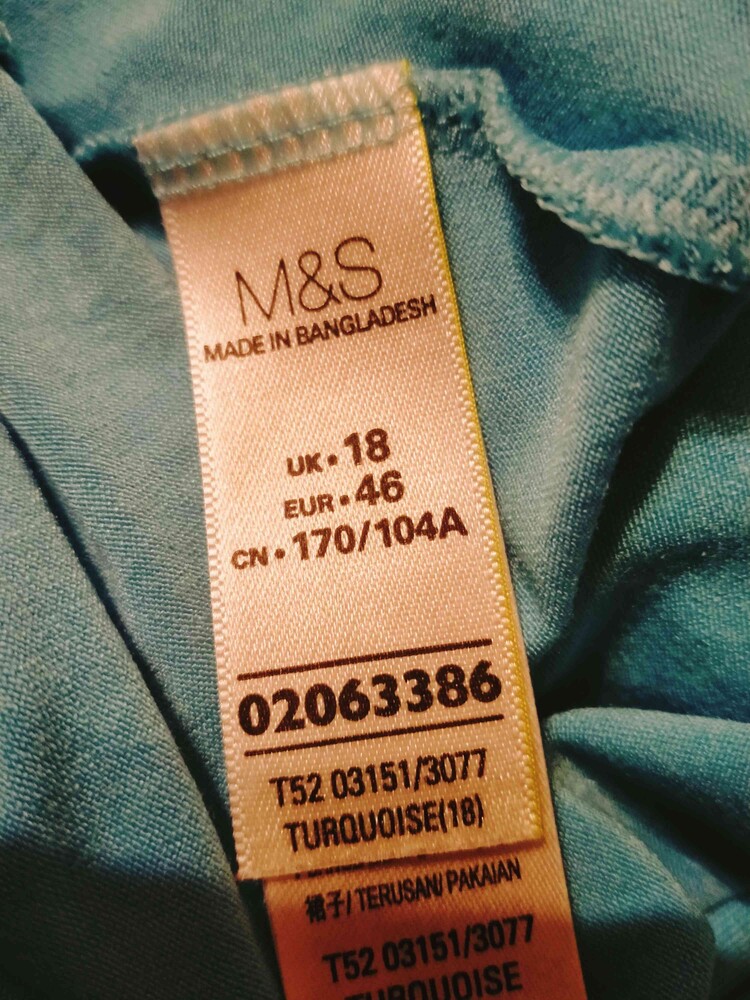 M&S
MADE IN BANGLADESH
UK • 18
EUR • 46
CN • 170/104A
02063386
T52 03151/3077
TURQUOISE(18)
裙子/ TERUSAN/ PAKAIAN
T52 03151/3077
TURQUOISE